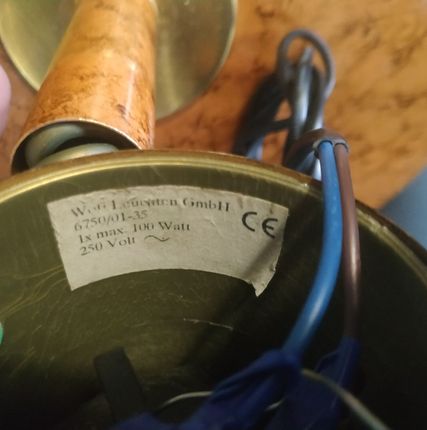 Leuchten GmbH
6750/01-35
1x max. 100 Watt
250 Volt ~
CE